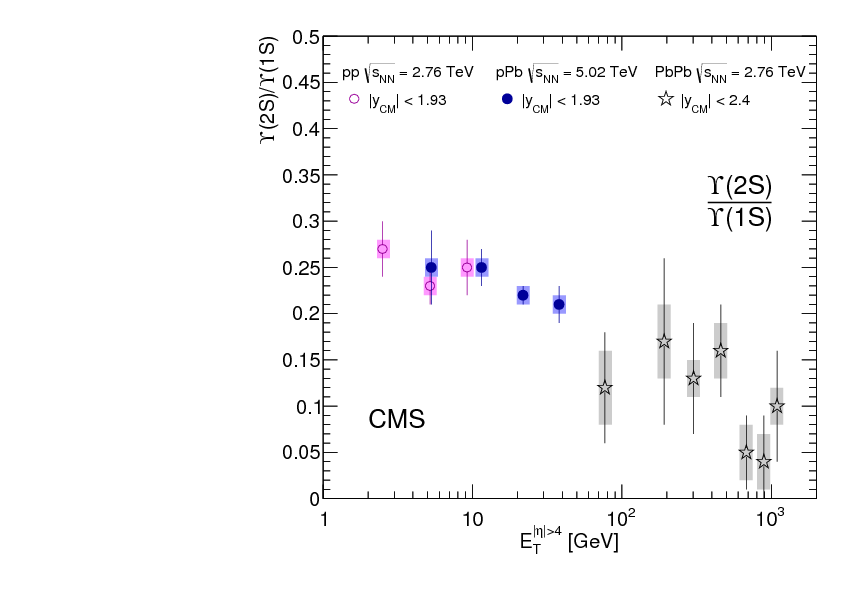 ϒ(2S)/ϒ(1S)
0.5
0.45
0.4
0.35
0.3
0.25
0.2
0.15
0.1
0.05
0
pp √s_NN = 2.76 TeV
|y_CM| < 1.93
pPb √s_NN = 5.02 TeV
|y_CM| < 1.93
PbPb √s_NN = 2.76 TeV
|y_CM| < 2.4
ϒ(2S)
ϒ(1S)
CMS
1
10
10²
10³
E_T^|η|>4 [GeV]